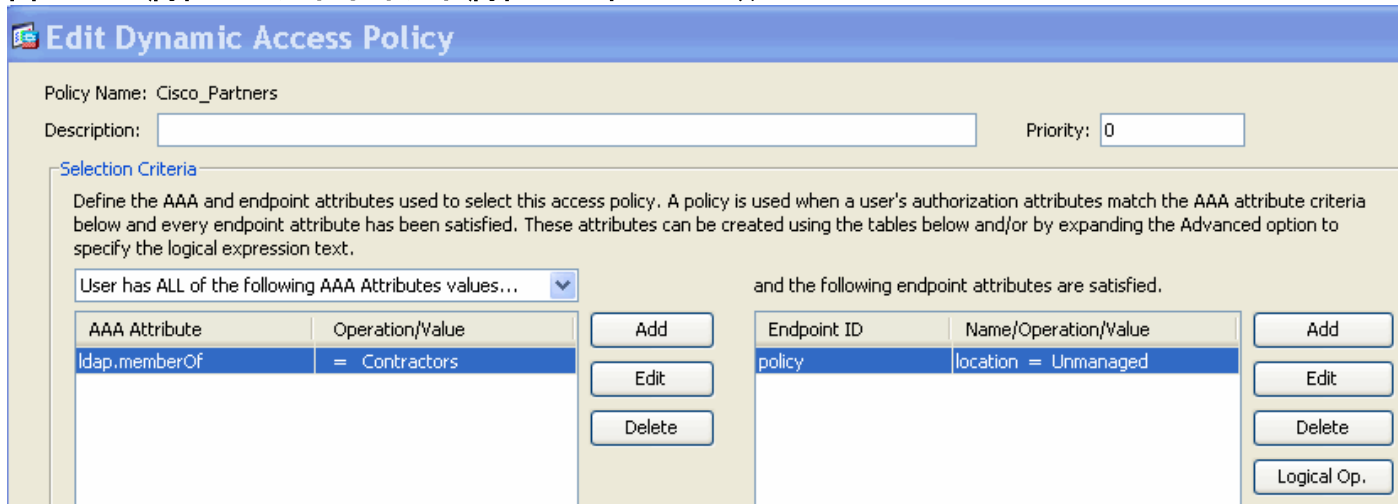 Edit Dynamic Access Policy
Policy Name: Cisco_Partners
Description:
Priority: 0
Selection Criteria
Define the AAA and endpoint attributes used to select this access policy. A policy is used when a user's authorization attributes match the AAA attribute criteria
below and every endpoint attribute has been satisfied. These attributes can be created using the tables below and/or by expanding the Advanced option to
specify the logical expression text.
User has ALL of the following AAA Attributes values...
and the following endpoint attributes are satisfied.
AAA Attribute Operation/Value
ldap.memberOf = Contractors
Add
Edit
Delete
Endpoint ID Name/Operation/Value
policy location = Unmanaged
Add
Edit
Delete
Logical Op.